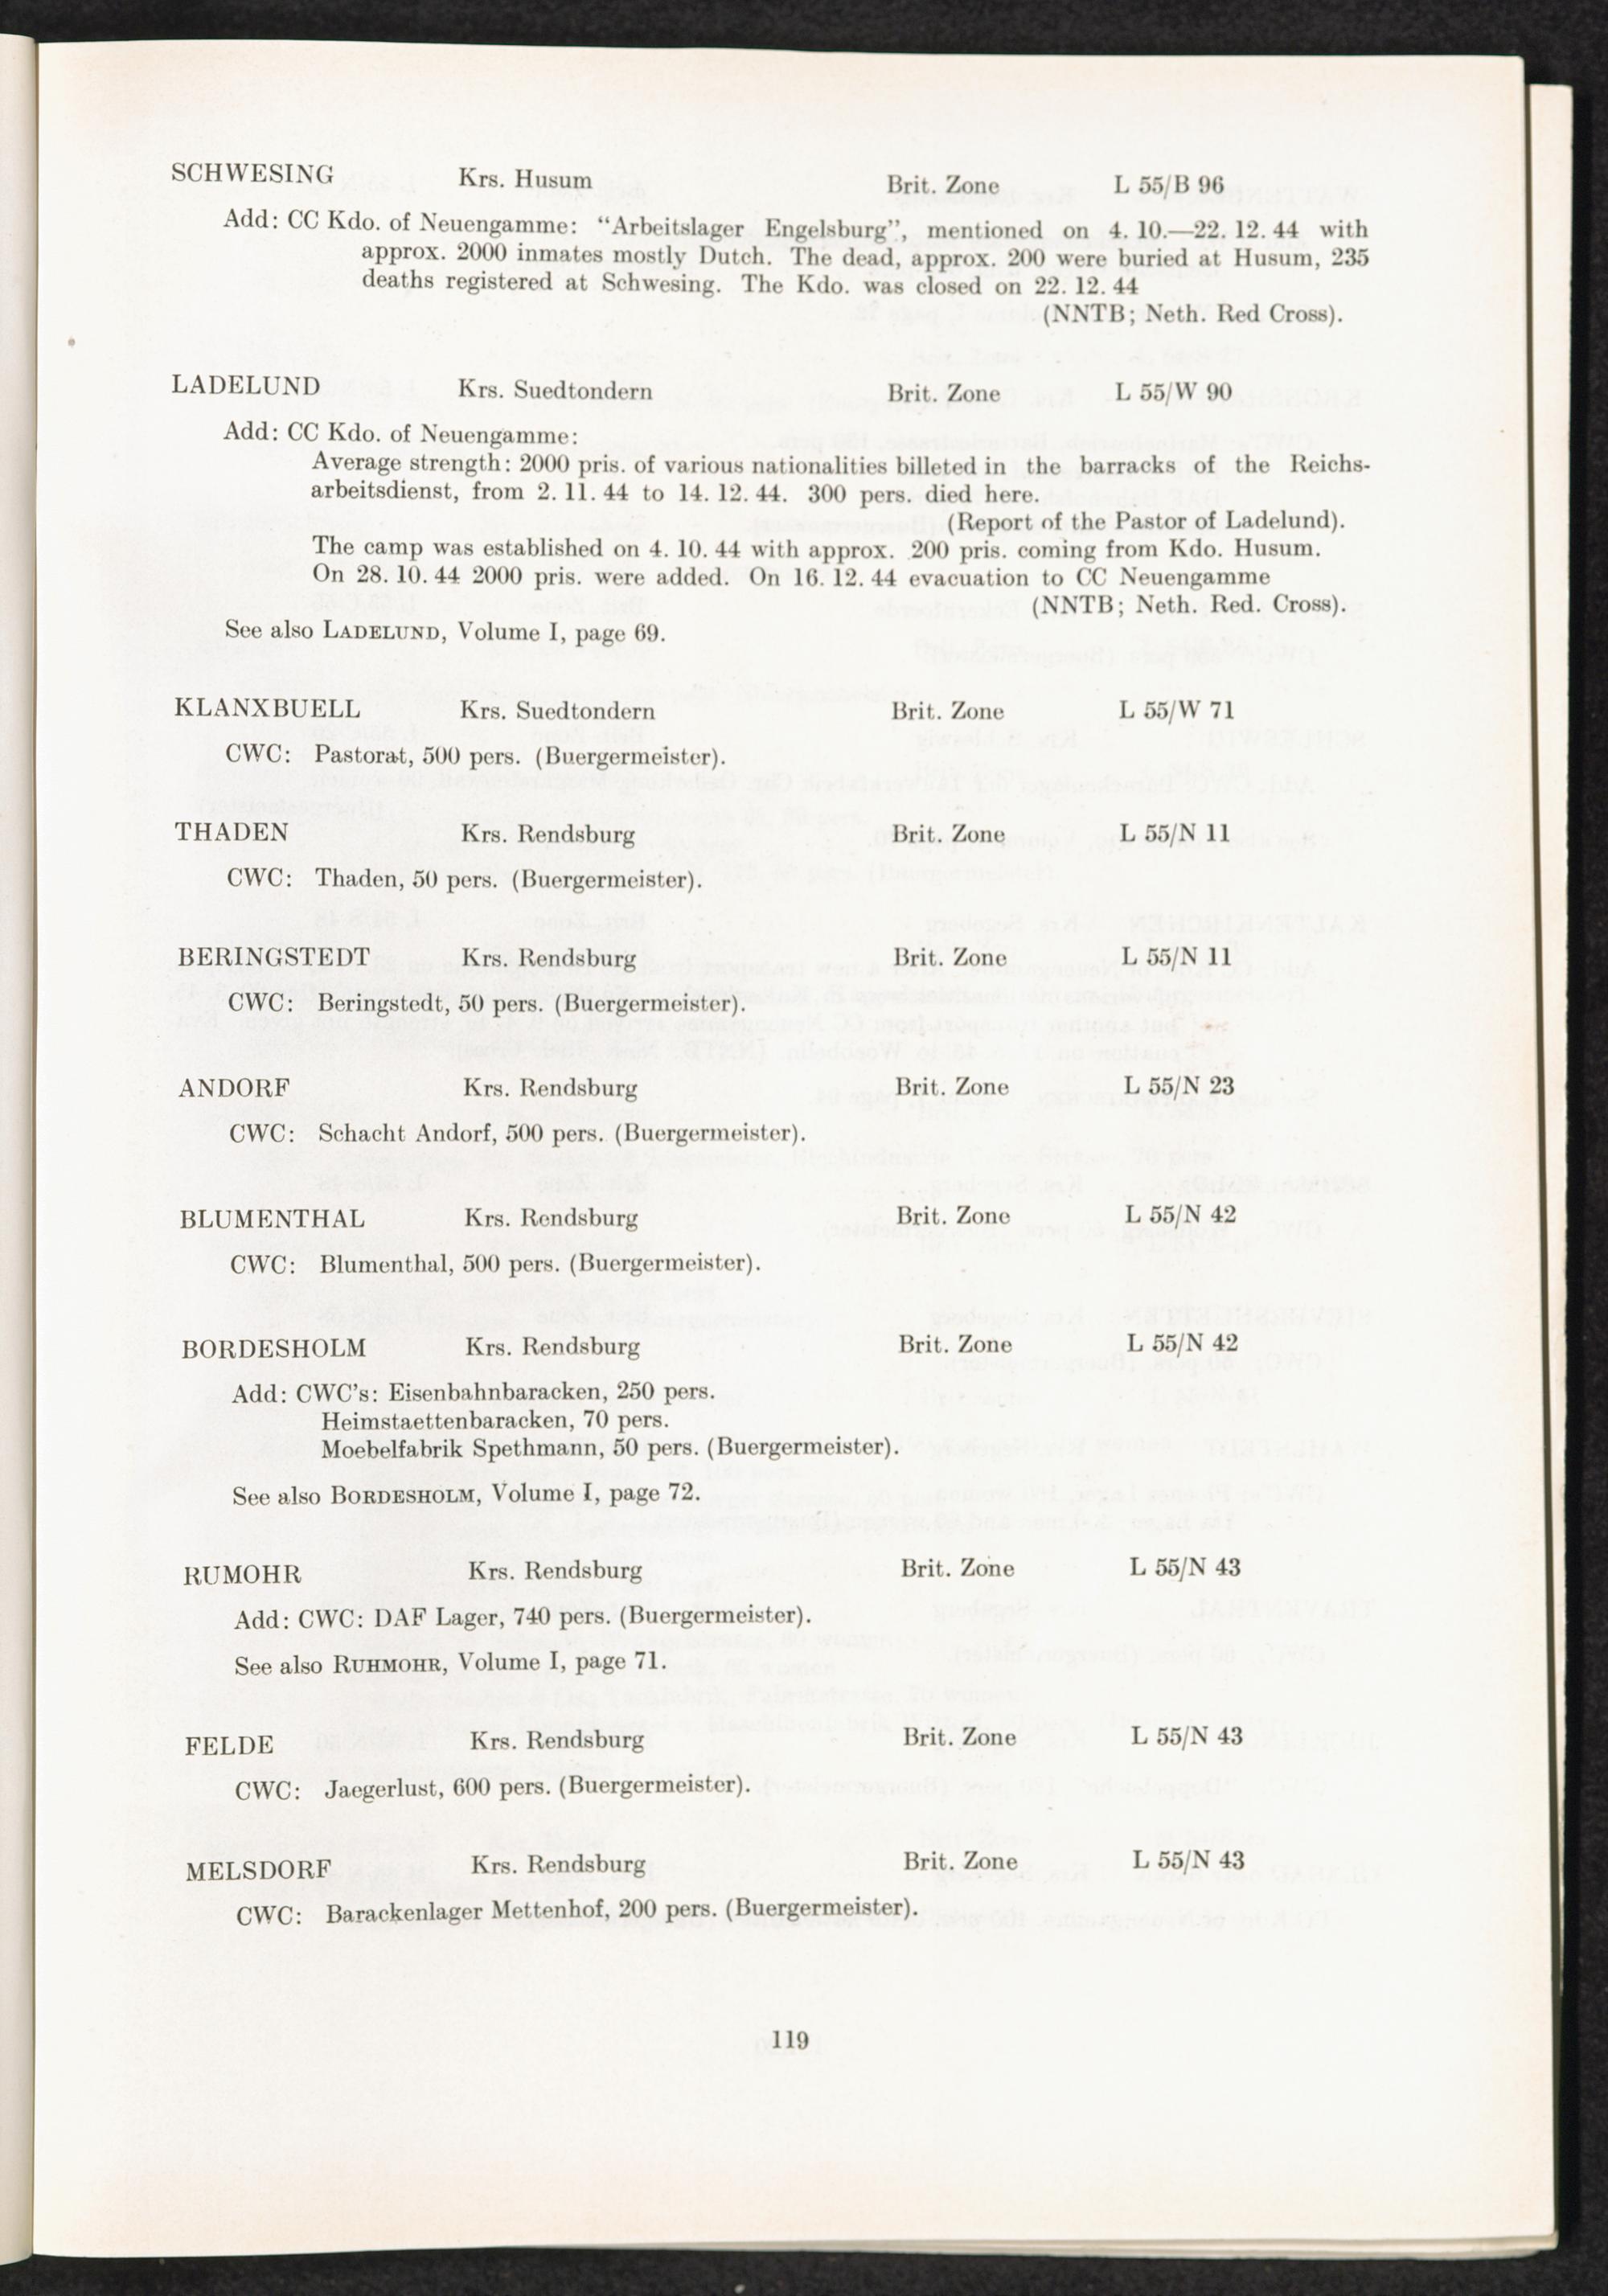 SCHWESING Krs. Husum Brit. Zone L 55/B 96
Add: CC Kdo. of Neuengamme: “Arbeitslager Engelsburg”, mentioned on 4. 10.—22. 12. 44 with
approx. 2000 inmates mostly Dutch. The dead, approx. 200 were buried at Husum, 235
deaths registered at Schwesing. The Kdo. was closed on 22. 12. 44
(NNTB; Neth. Red Cross).
LADELUND Krs. Suedtondern Brit. Zone L 55/W 90
Add: CC Kdo. of Neuengamme:
Average strength: 2000 pris. of various nationalities billeted in the barracks of the Reichs-
arbeitsdienst, from 2. 11. 44 to 14. 12. 44. 300 pers. died here.
(Report of the Pastor of Ladelund).
The camp was established on 4. 10. 44 with approx. 200 pris. coming from Kdo. Husum.
On 28. 10. 44 2000 pris. were added. On 16. 12. 44 evacuation to CC Neuengamme
(NNTB; Neth. Red. Cross).
See also LADELUND, Volume I, page 69.
KLANXBUELL Krs. Suedtondern Brit. Zone L 55/W 71
CWC: Pastorat, 500 pers. (Buergermeister).
THADEN Krs. Rendsburg Brit. Zone L 55/N 11
CWC: Thaden, 50 pers. (Buergermeister).
BERINGSTEDT Krs. Rendsburg Brit. Zone L 55/N 11
CWC: Beringstedt, 50 pers. (Buergermeister).
ANDORF Krs. Rendsburg Brit. Zone L 55/N 23
CWC: Schacht Andorf, 500 pers. (Buergermeister).
BLUMENTHAL Krs. Rendsburg Brit. Zone L 55/N 42
CWC: Blumenthal, 500 pers. (Buergermeister).
BORDESHOLM Krs. Rendsburg Brit. Zone L 55/N 42
Add: CWC’s: Eisenbahnbaracken, 250 pers.
Heimstaettenbaracken, 70 pers.
Moebelfabrik Spethmann, 50 pers. (Buergermeister).
See also BORDESHOLM, Volume I, page 72.
RUMOHR Krs. Rendsburg Brit. Zone L 55/N 43
Add: CWC: DAF Lager, 740 pers. (Buergermeister).
See also RUHMOHR, Volume I, page 71.
FELDE Krs. Rendsburg Brit. Zone L 55/N 43
CWC: Jaegerlust, 600 pers. (Buergermeister).
MELSDORF Krs. Rendsburg Brit. Zone L 55/N 43
CWC: Barackenlager Mettenhof, 200 pers. (Buergermeister).
119